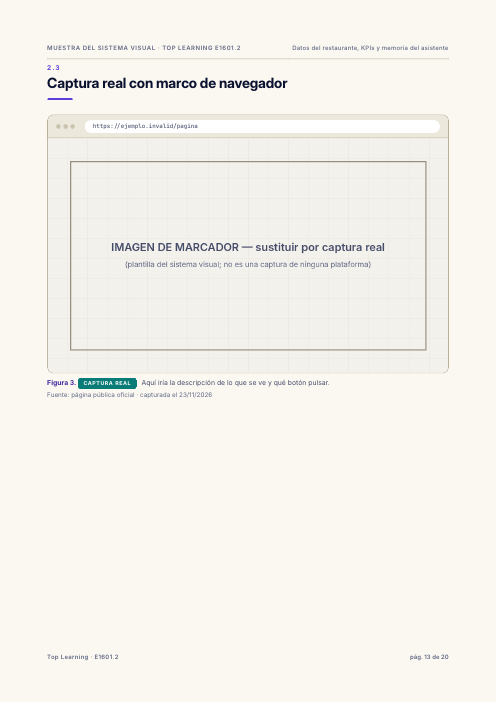 MUESTRA DEL SISTEMA VISUAL · TOP LEARNING E1601.2
Datos del restaurante, KPIs y memoria del asistente
2.3
Captura real con marco de navegador
https://ejemplo.invalid/pagina
IMAGEN DE MARCADOR — sustituir por captura real
(plantilla del sistema visual; no es una captura de ninguna plataforma)
Figura 3. CAPTURA REAL Aquí iría la descripción de lo que se ve y qué botón pulsar.
Fuente: página pública oficial · capturada el 23/11/2026
Top Learning · E1601.2
pág. 13 de 20